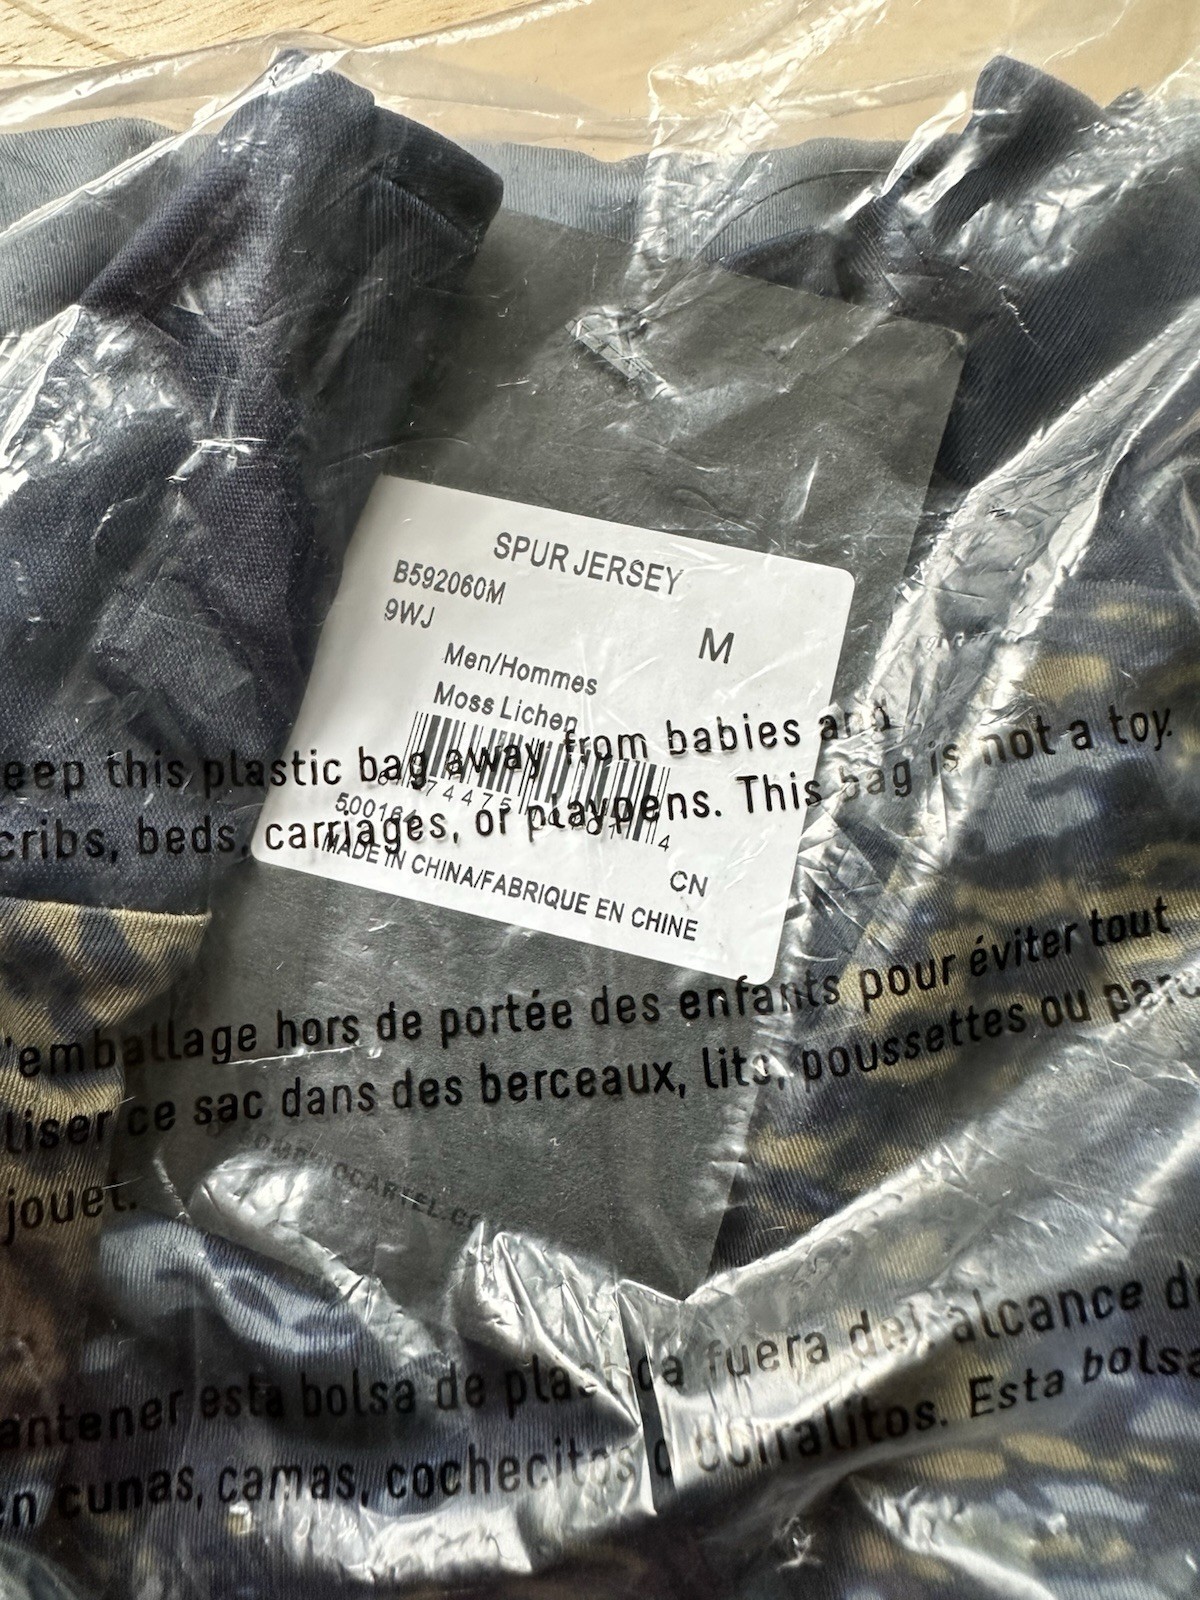 SPUR JERSEY
B592060M
9WJ
M
Men/Hommes
Moss Lichen
CN
MADE IN CHINA/FABRIQUE EN CHINE
eep this plastic bag away from babies and
cribs, beds, carriages, or playpens. This bag is not a toy.
'emballage hors de portée des enfants pour éviter tout
liser ce sac dans des berceaux, lits, poussettes ou parc
jouet.
antener esta bolsa de fuera del alcance d
en cunas, camas, cochecitos o corralitos. Esta bolsa